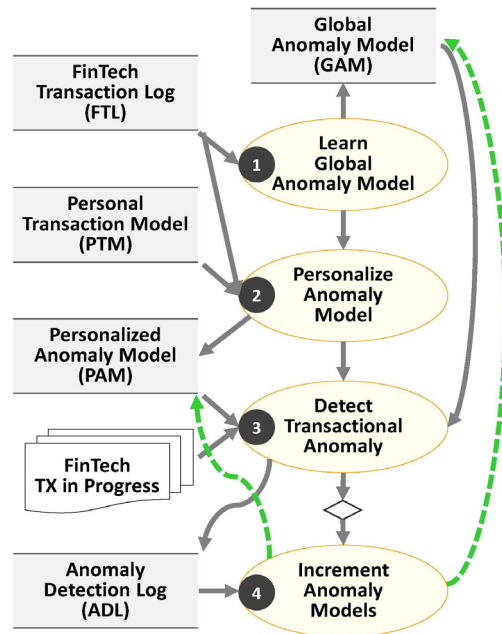 Global
Anomaly Model
(GAM)
FinTech
Transaction Log
(FTL)
1
Learn
Global
Anomaly Model
Personal
Transaction Model
(PTM)
2
Personalize
Anomaly
Model
Personalized
Anomaly Model
(PAM)
3
Detect
Transactional
Anomaly
FinTech
TX in Progress
Anomaly
Detection Log
(ADL)
4
Increment
Anomaly
Models